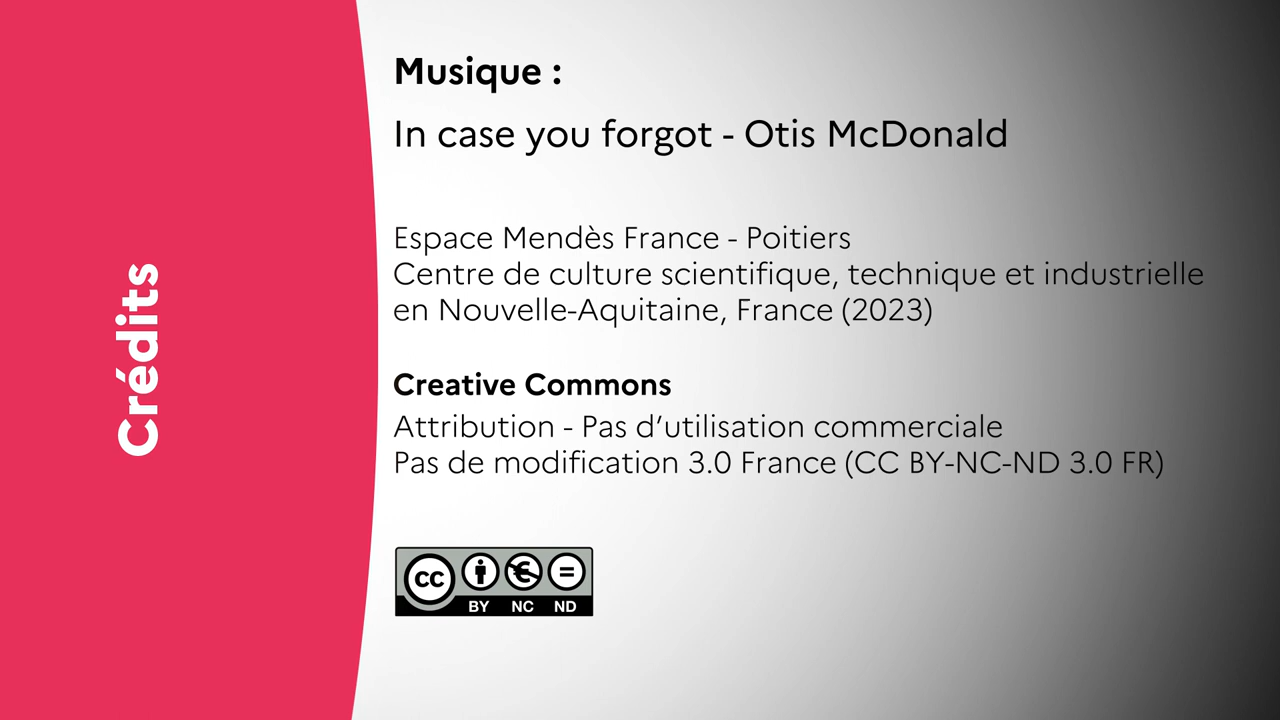 Crédits
Musique :
In case you forgot - Otis McDonald
Espace Mendès France - Poitiers
Centre de culture scientifique, technique et industrielle
en Nouvelle-Aquitaine, France (2023)
Creative Commons
Attribution - Pas d’utilisation commerciale
Pas de modification 3.0 France (CC BY-NC-ND 3.0 FR)
CC
BY NC ND